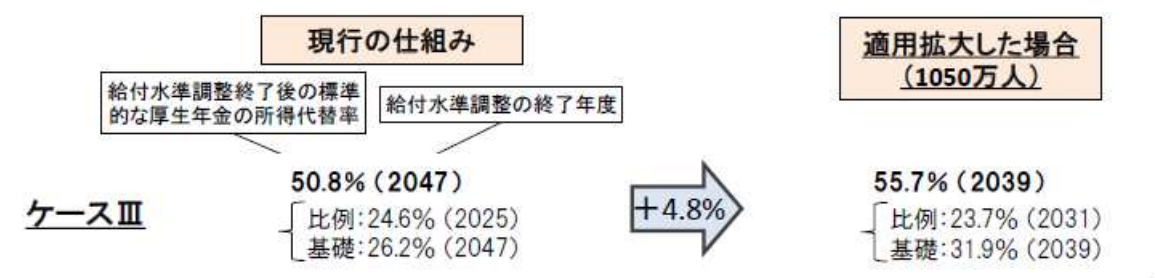 現行の仕組み
適用拡大した場合
（1050万人）
給付水準調整終了後の標準
的な厚生年金の所得代替率
給付水準調整の終了年度
ケースⅢ
50.8%（2047）
比例:24.6%（2025）
基礎:26.2%（2047）
＋4.8%
55.7%（2039）
比例:23.7%（2031）
基礎:31.9%（2039）